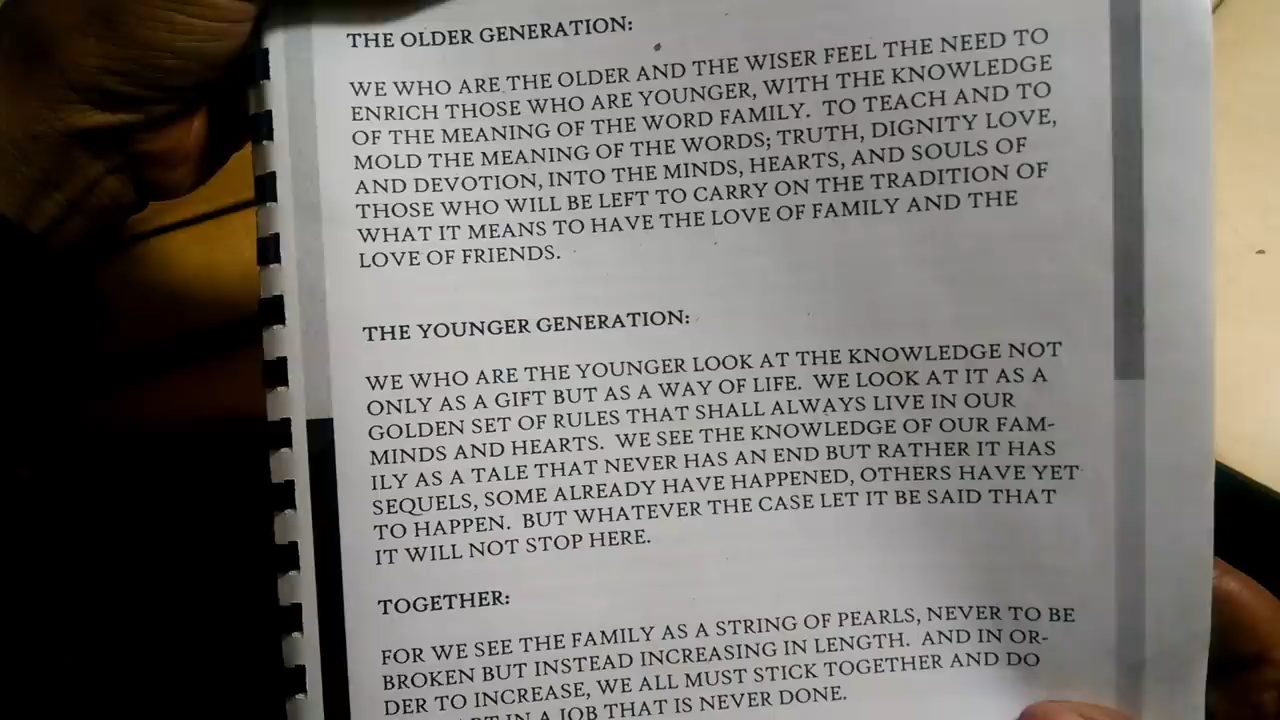 THE OLDER GENERATION:
WE WHO ARE THE OLDER AND THE WISER FEEL THE NEED TO
ENRICH THOSE WHO ARE YOUNGER, WITH THE KNOWLEDGE
OF THE MEANING OF THE WORD FAMILY. TO TEACH AND TO
MOLD THE MEANING OF THE WORDS; TRUTH, DIGNITY LOVE,
AND DEVOTION, INTO THE MINDS, HEARTS, AND SOULS OF
THOSE WHO WILL BE LEFT TO CARRY ON THE TRADITION OF
WHAT IT MEANS TO HAVE THE LOVE OF FAMILY AND THE
LOVE OF FRIENDS.
THE YOUNGER GENERATION:
WE WHO ARE THE YOUNGER LOOK AT THE KNOWLEDGE NOT
ONLY AS A GIFT BUT AS A WAY OF LIFE. WE LOOK AT IT AS A
GOLDEN SET OF RULES THAT SHALL ALWAYS LIVE IN OUR
MINDS AND HEARTS. WE SEE THE KNOWLEDGE OF OUR FAM-
ILY AS A TALE THAT NEVER HAS AN END BUT RATHER IT HAS
SEQUELS, SOME ALREADY HAVE HAPPENED, OTHERS HAVE YET
TO HAPPEN. BUT WHATEVER THE CASE LET IT BE SAID THAT
IT WILL NOT STOP HERE.
TOGETHER:
FOR WE SEE THE FAMILY AS A STRING OF PEARLS, NEVER TO BE
BROKEN BUT INSTEAD INCREASING IN LENGTH. AND IN OR-
DER TO INCREASE, WE ALL MUST STICK TOGETHER AND DO
IN A JOB THAT IS NEVER DONE.